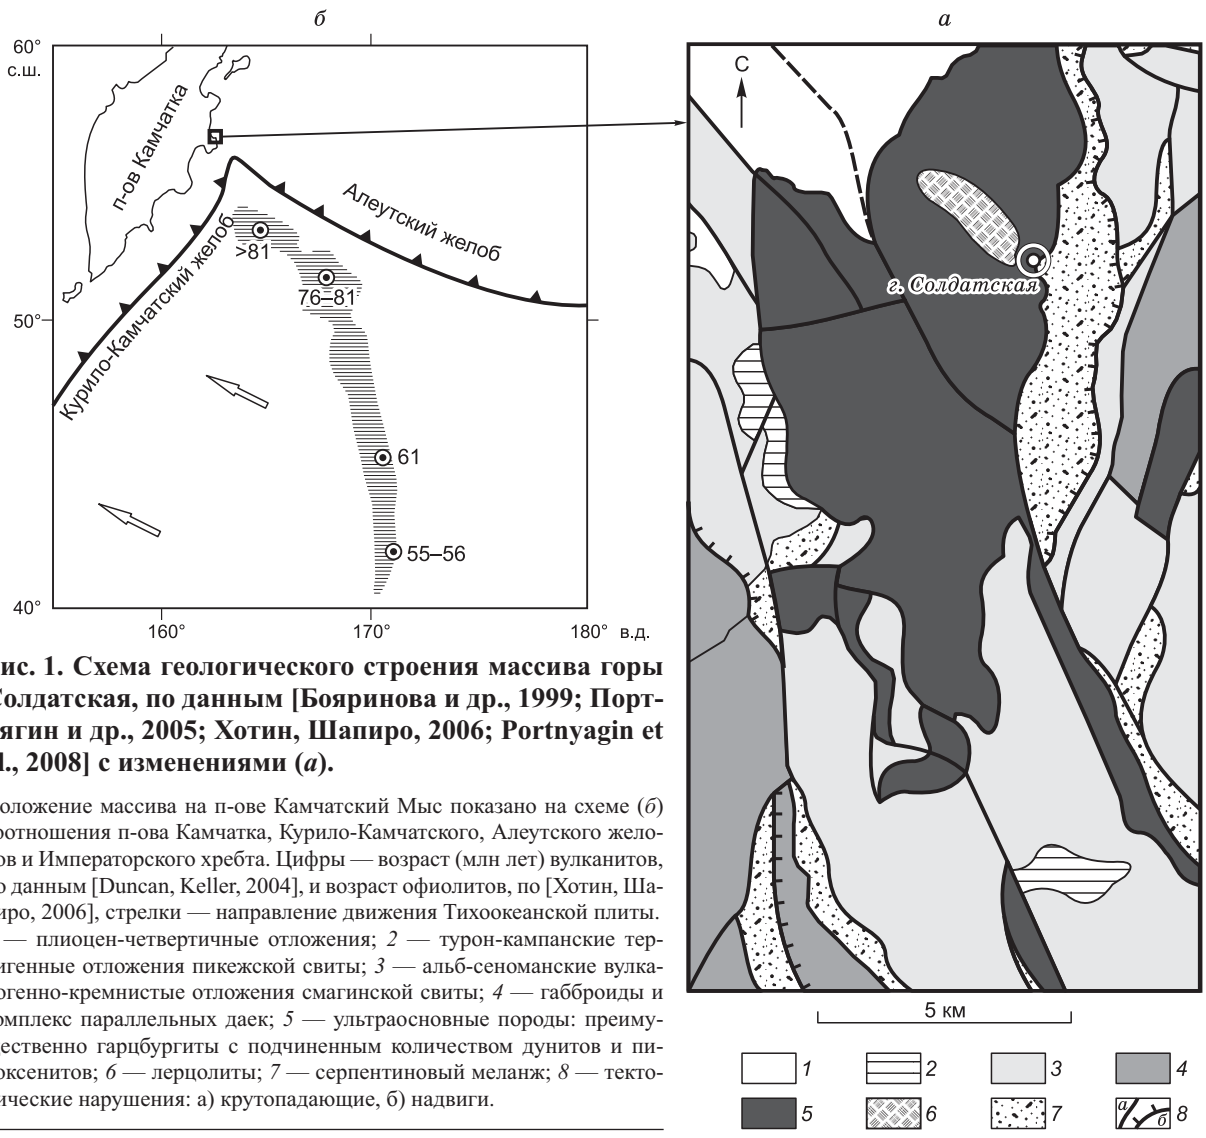 б
а
60°
с.ш.
50°
40°
160°
170°
180° в.д.
п-ов Камчатка
Алеутский желоб
Курило-Камчатский желоб
>81
76–81
61
55–56
С
г. Солдатская
5 км
1
2
3
4
5
6
7
а
б
8
ис. 1. Схема геологического строения массива горы
Солдатская, по данным [Бояринова и др., 1999; Порт-
ягин и др., 2005; Хотин, Шапиро, 2006; Portnyagin et
l., 2008] с изменениями (а).
оложение массива на п-ове Камчатский Мыс показано на схеме (б)
оотношения п-ова Камчатка, Курило-Камчатского, Алеутского жело-
ов и Императорского хребта. Цифры — возраст (млн лет) вулканитов,
о данным [Duncan, Keller, 2004], и возраст офиолитов, по [Хотин, Ша-
иро, 2006], стрелки — направление движения Тихоокеанской плиты.
— плиоцен-четвертичные отложения; 2 — турон-кампанские тер-
игенные отложения пикежской свиты; 3 — альб-сеноманские вулка-
огенно-кремнистые отложения смагинской свиты; 4 — габброиды и
омплекс параллельных даек; 5 — ультраосновные породы: преиму-
ественно гарцбургиты с подчиненным количеством дунитов и пи-
оксенитов; 6 — лерцолиты; 7 — серпентиновый меланж; 8 — текто-
ические нарушения: а) крутопадающие, б) надвиги.